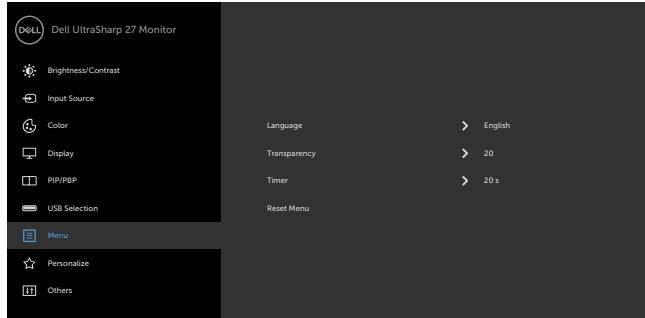 DELL Dell UltraSharp 27 Monitor
Brightness/Contrast
Input Source
Color
Language English
Display
Transparency 20
PIP/PBP
Timer 20 s
USB Selection
Reset Menu
Menu
Personalize
Others